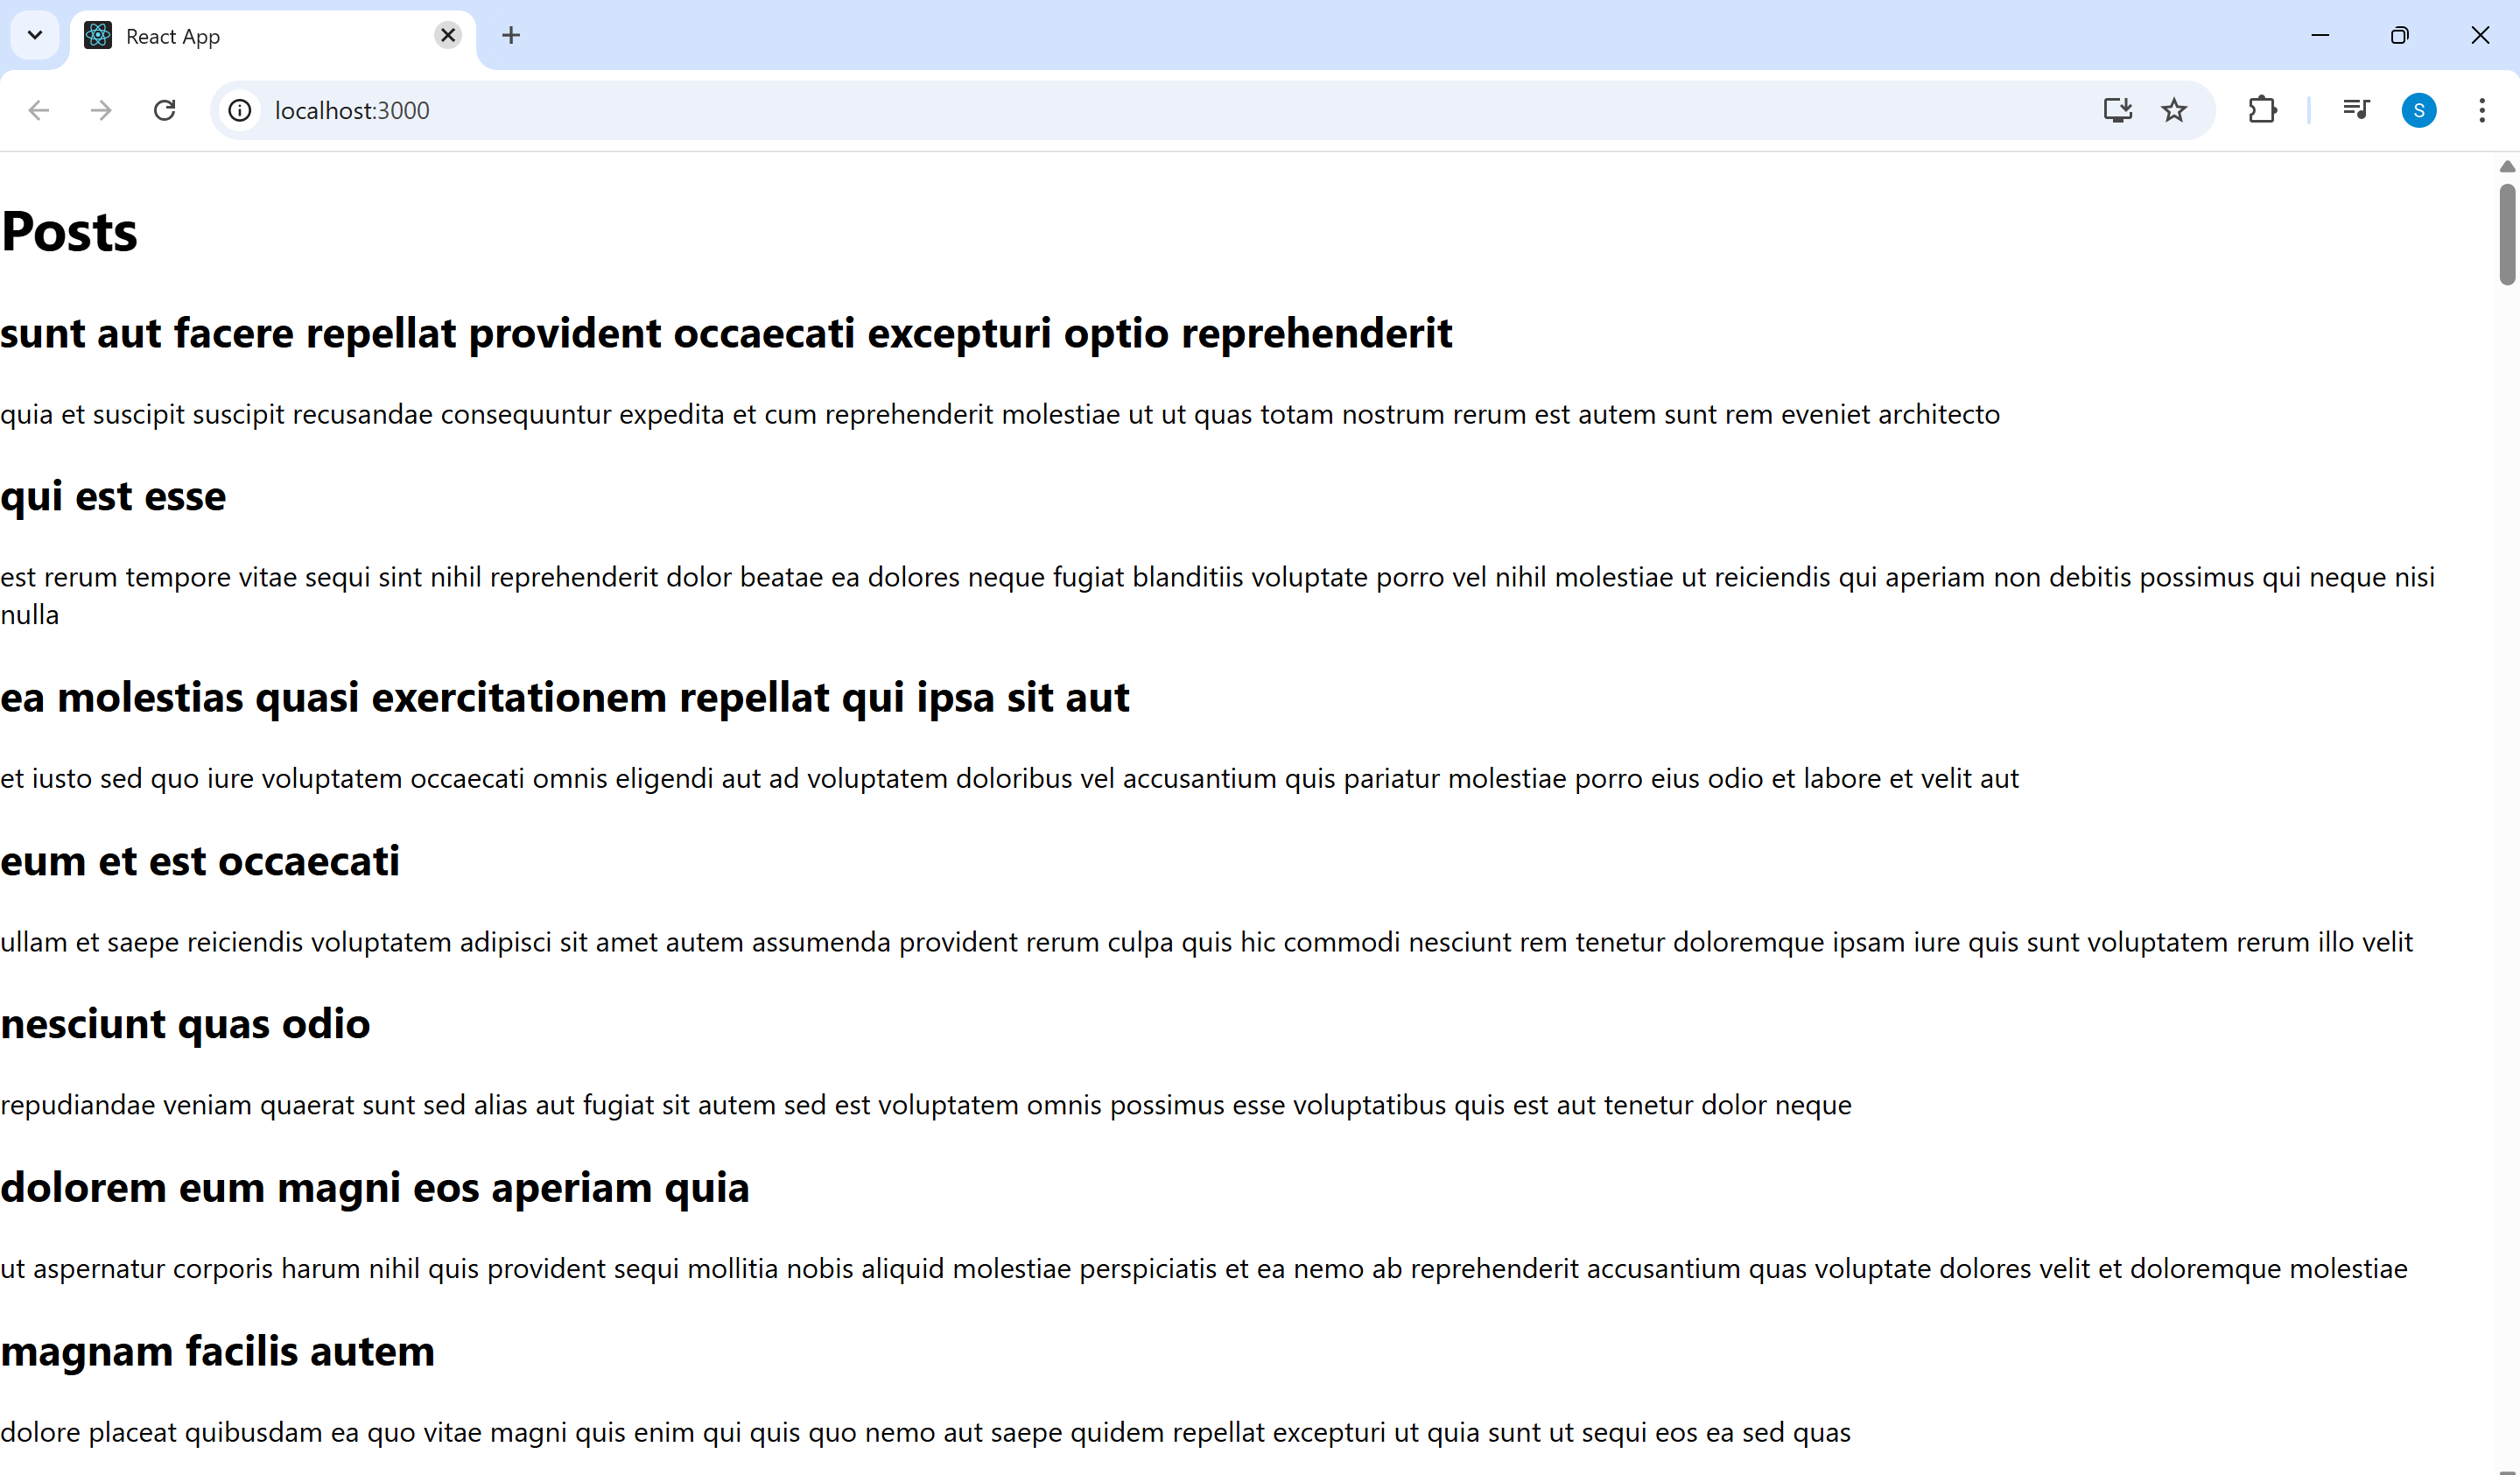 React App
localhost:3000
S
Posts
sunt aut facere repellat provident occaecati excepturi optio reprehenderit
quia et suscipit suscipit recusandae consequuntur expedita et cum reprehenderit molestiae ut ut quas totam nostrum rerum est autem sunt rem eveniet architecto
qui est esse
est rerum tempore vitae sequi sint nihil reprehenderit dolor beatae ea dolores neque fugiat blanditiis voluptate porro vel nihil molestiae ut reiciendis qui aperiam non debitis possimus qui neque nisi
nulla
ea molestias quasi exercitationem repellat qui ipsa sit aut
et iusto sed quo iure voluptatem occaecati omnis eligendi aut ad voluptatem doloribus vel accusantium quis pariatur molestiae porro eius odio et labore et velit aut
eum et est occaecati
ullam et saepe reiciendis voluptatem adipisci sit amet autem assumenda provident rerum culpa quis hic commodi nesciunt rem tenetur doloremque ipsam iure quis sunt voluptatem rerum illo velit
nesciunt quas odio
repudiandae veniam quaerat sunt sed alias aut fugiat sit autem sed est voluptatem omnis possimus esse voluptatibus quis est aut tenetur dolor neque
dolorem eum magni eos aperiam quia
ut aspernatur corporis harum nihil quis provident sequi mollitia nobis aliquid molestiae perspiciatis et ea nemo ab reprehenderit accusantium quas voluptate dolores velit et doloremque molestiae
magnam facilis autem
dolore placeat quibusdam ea quo vitae magni quis enim qui quis quo nemo aut saepe quidem repellat excepturi ut quia sunt ut sequi eos ea sed quas